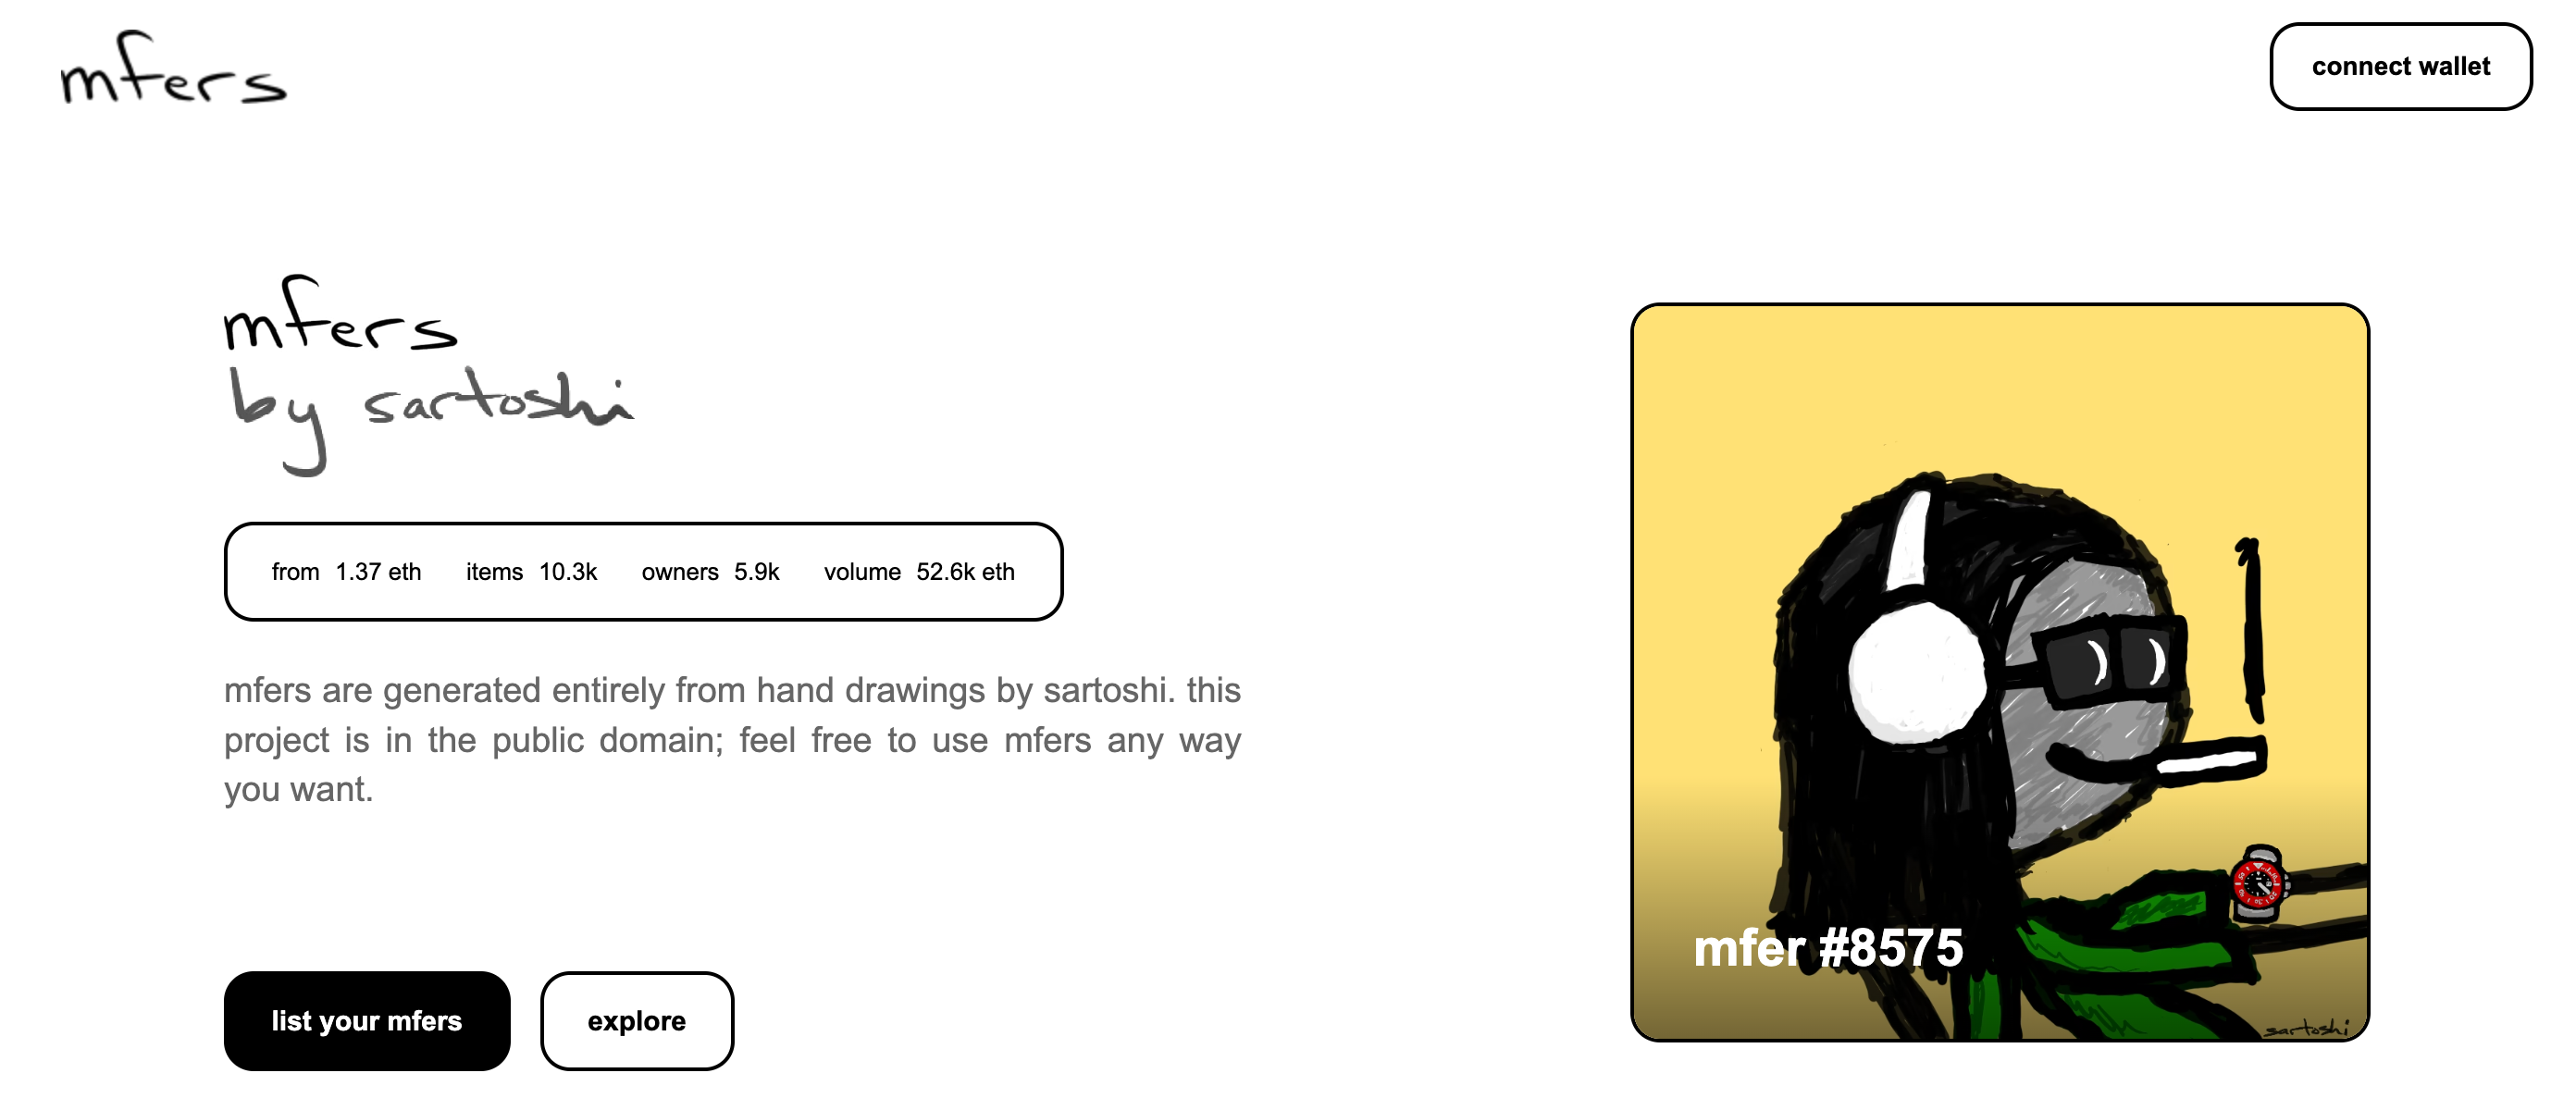 mfers
connect wallet
mfers
by sartoshi
from 1.37 eth items 10.3k owners 5.9k volume 52.6k eth
mfers are generated entirely from hand drawings by sartoshi. this
project is in the public domain; feel free to use mfers any way
you want.
list your mfers
explore
mfer #8575
sartoshi